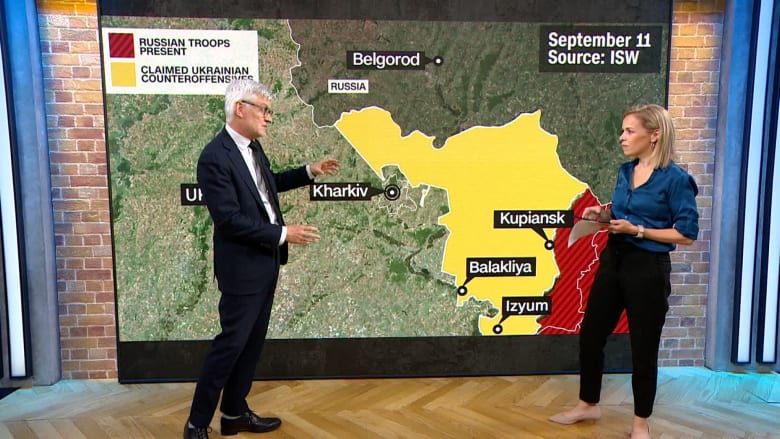 RUSSIAN TROOPS
PRESENT
CLAIMED UKRAINIAN
COUNTEROFFENSIVES
September 11
Source: ISW
Belgorod
RUSSIA
Kharkiv
Kupiansk
Balakliya
Izyum